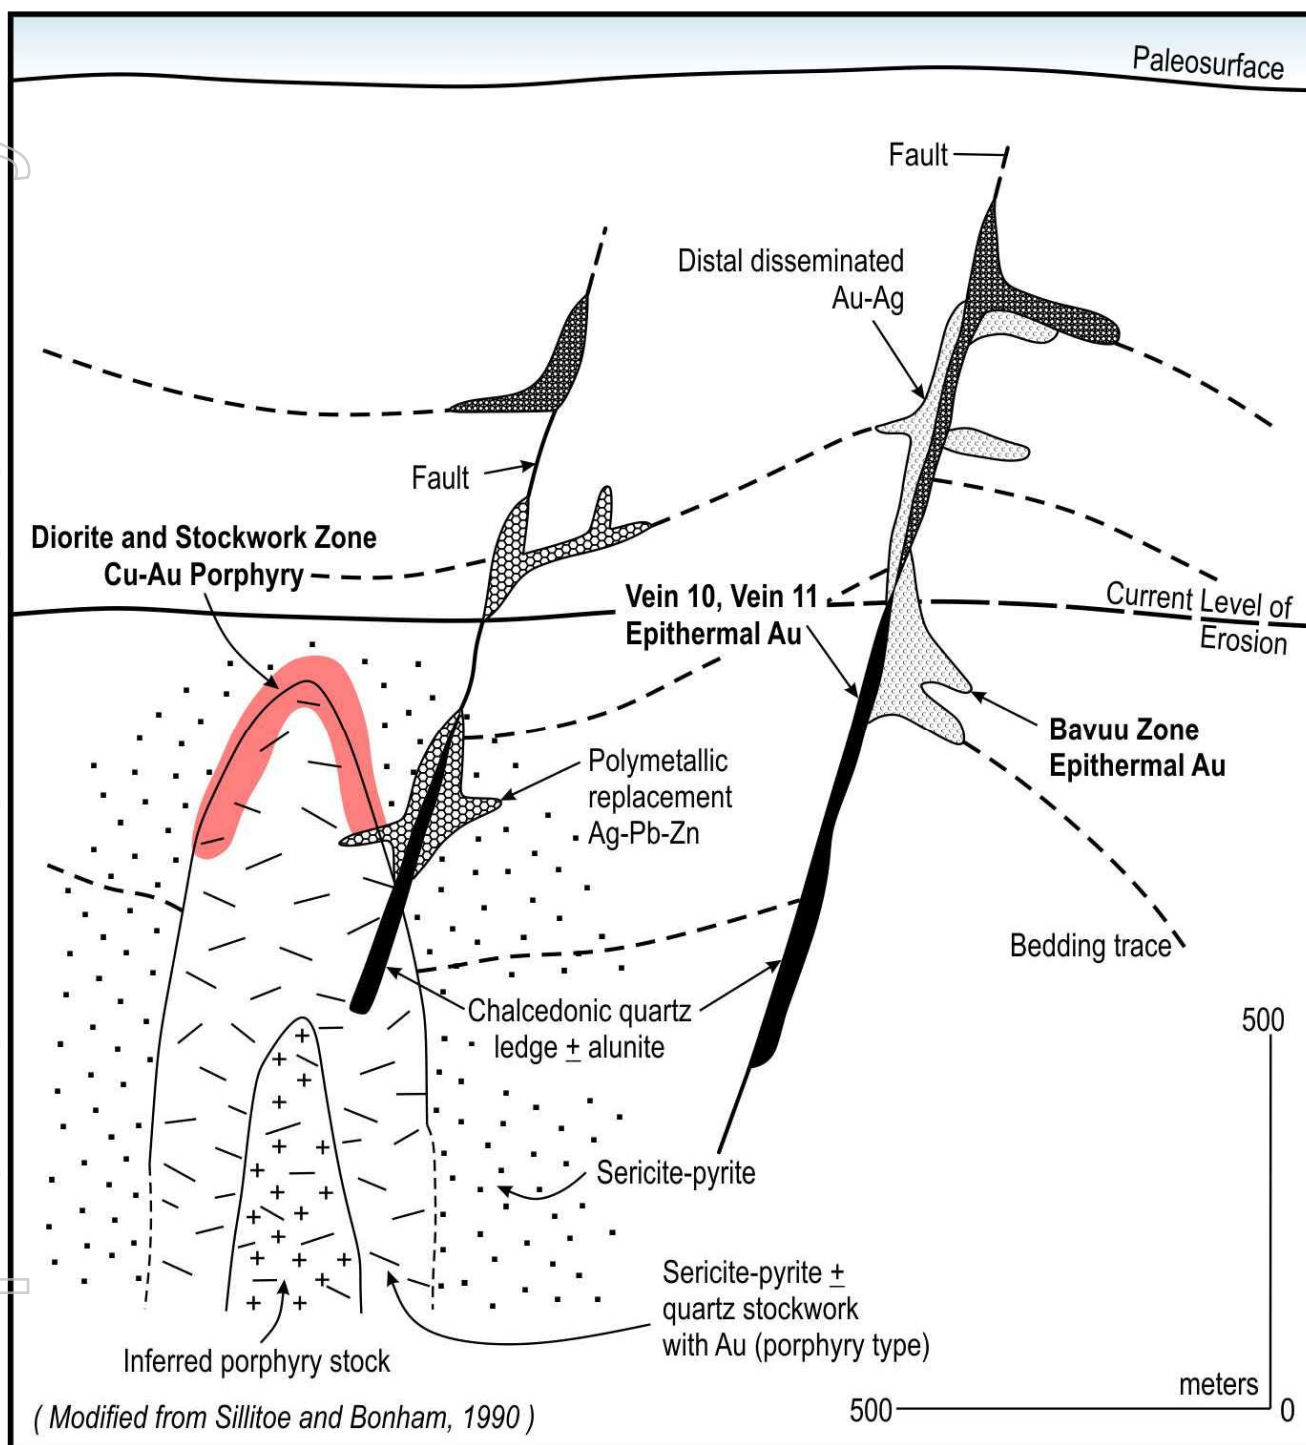 Paleosurface
Fault
Distal disseminated
Au-Ag
Fault
Diorite and Stockwork Zone
Cu-Au Porphyry
Vein 10, Vein 11
Epithermal Au
Current Level of
Erosion
Bavuu Zone
Epithermal Au
Polymetallic
replacement
Ag-Pb-Zn
Bedding trace
Chalcedonic quartz
ledge ± alunite
500
Sericite-pyrite
Sericite-pyrite ±
quartz stockwork
with Au (porphyry type)
Inferred porphyry stock
meters
500
0
( Modified from Sillitoe and Bonham, 1990 )